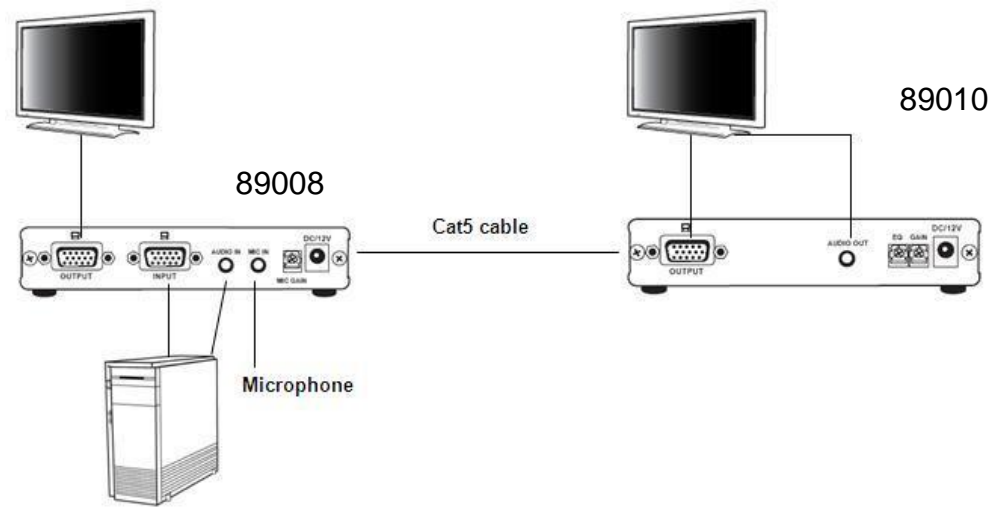 89010
89008
Cat5 cable
OUTPUT
INPUT
AUDIO IN
MIC IN
MIC GAIN
DC/12V
OUTPUT
AUDIO OUT
EQ
GAIN
DC/12V
Microphone